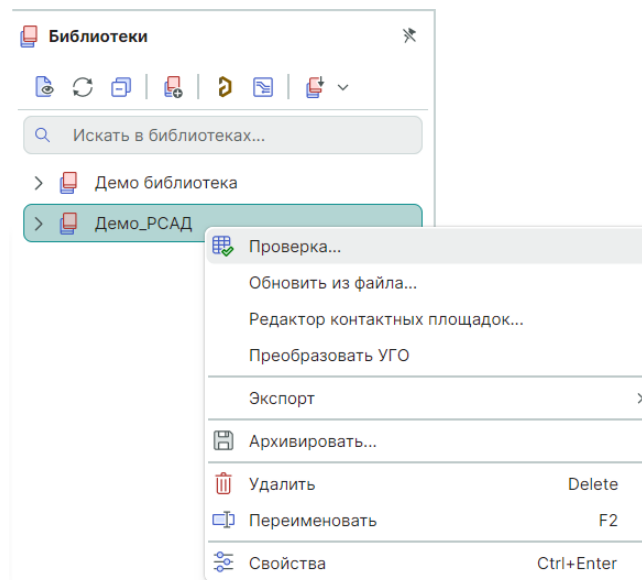 Библиотеки
Искать в библиотеках...
Демо библиотека
Демо_РСАД
Проверка...
Обновить из файла...
Редактор контактных площадок...
Преобразовать УГО
Экспорт
Архивировать...
Удалить Delete
Переименовать F2
Свойства Ctrl+Enter